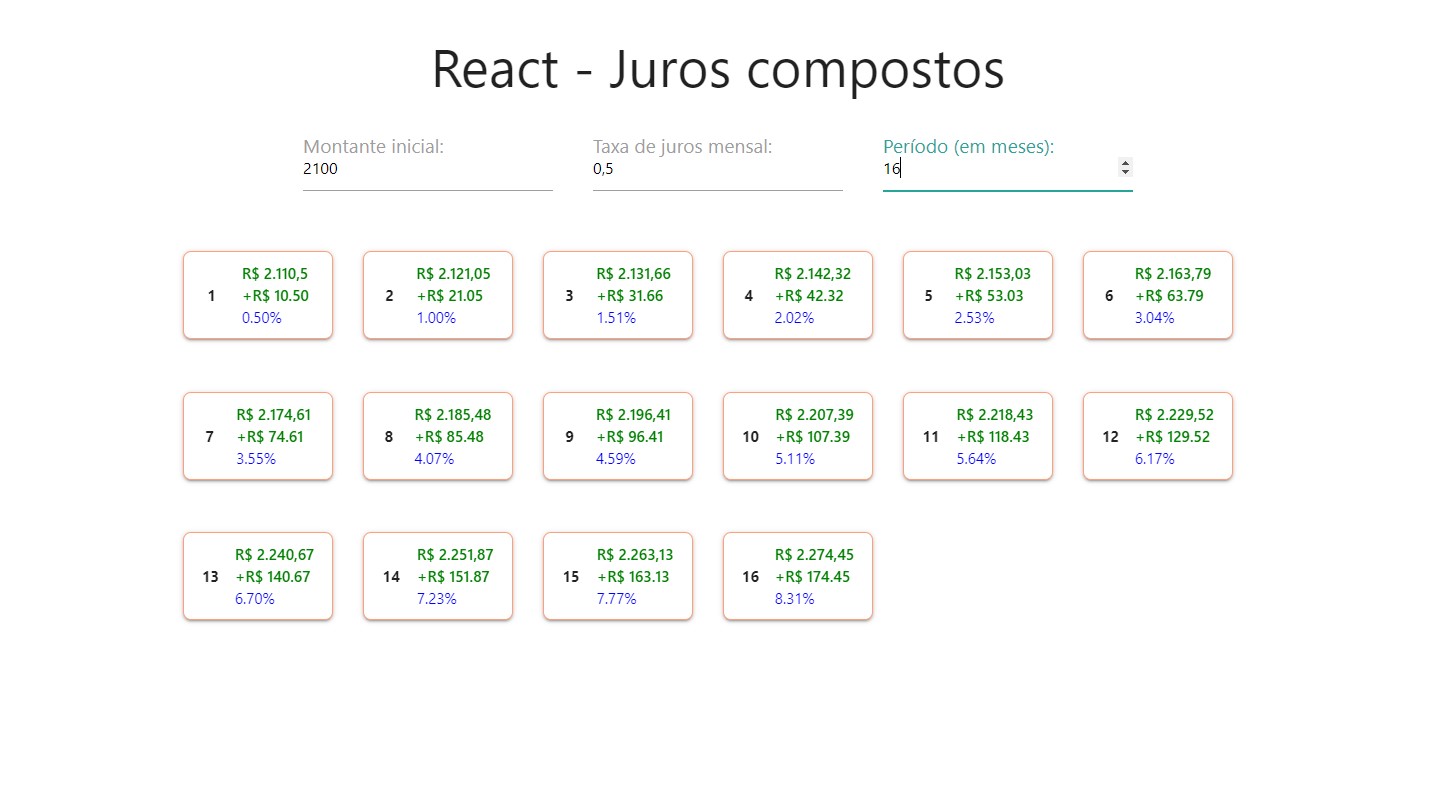 React - Juros compostos
Montante inicial:
2100
Taxa de juros mensal:
0,5
Período (em meses):
16
1
R$ 2.110,5
+R$ 10.50
0.50%
2
R$ 2.121,05
+R$ 21.05
1.00%
3
R$ 2.131,66
+R$ 31.66
1.51%
4
R$ 2.142,32
+R$ 42.32
2.02%
5
R$ 2.153,03
+R$ 53.03
2.53%
6
R$ 2.163,79
+R$ 63.79
3.04%
7
R$ 2.174,61
+R$ 74.61
3.55%
8
R$ 2.185,48
+R$ 85.48
4.07%
9
R$ 2.196,41
+R$ 96.41
4.59%
10
R$ 2.207,39
+R$ 107.39
5.11%
11
R$ 2.218,43
+R$ 118.43
5.64%
12
R$ 2.229,52
+R$ 129.52
6.17%
13
R$ 2.240,67
+R$ 140.67
6.70%
14
R$ 2.251,87
+R$ 151.87
7.23%
15
R$ 2.263,13
+R$ 163.13
7.77%
16
R$ 2.274,45
+R$ 174.45
8.31%